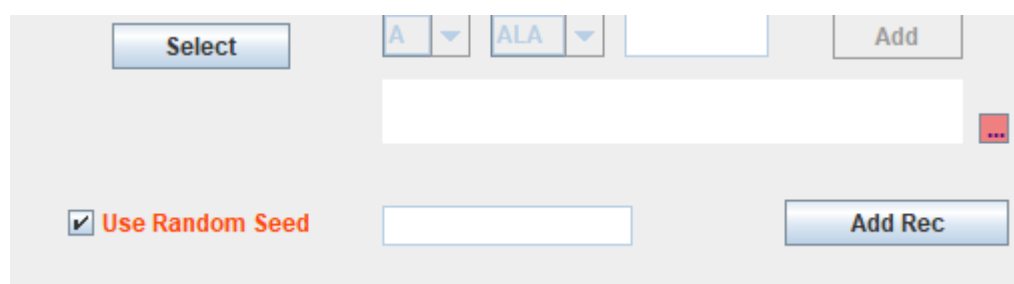 Select A ALA Add
...
Use Random Seed Add Rec